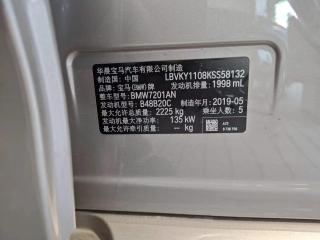 华晨宝马汽车有限公司制造
制造国：中国 LBVKY1108KSS58132
品牌：宝马(BMW)牌 发动机排量：1998 mL
整车型号：BMW7201AN
发动机型号：B48B20C 制造年月：2019-05
最大允许总质量：2225 kg 乘坐人数：5
发动机最大净功率：135 kW
最大允许牵引质量：— kg